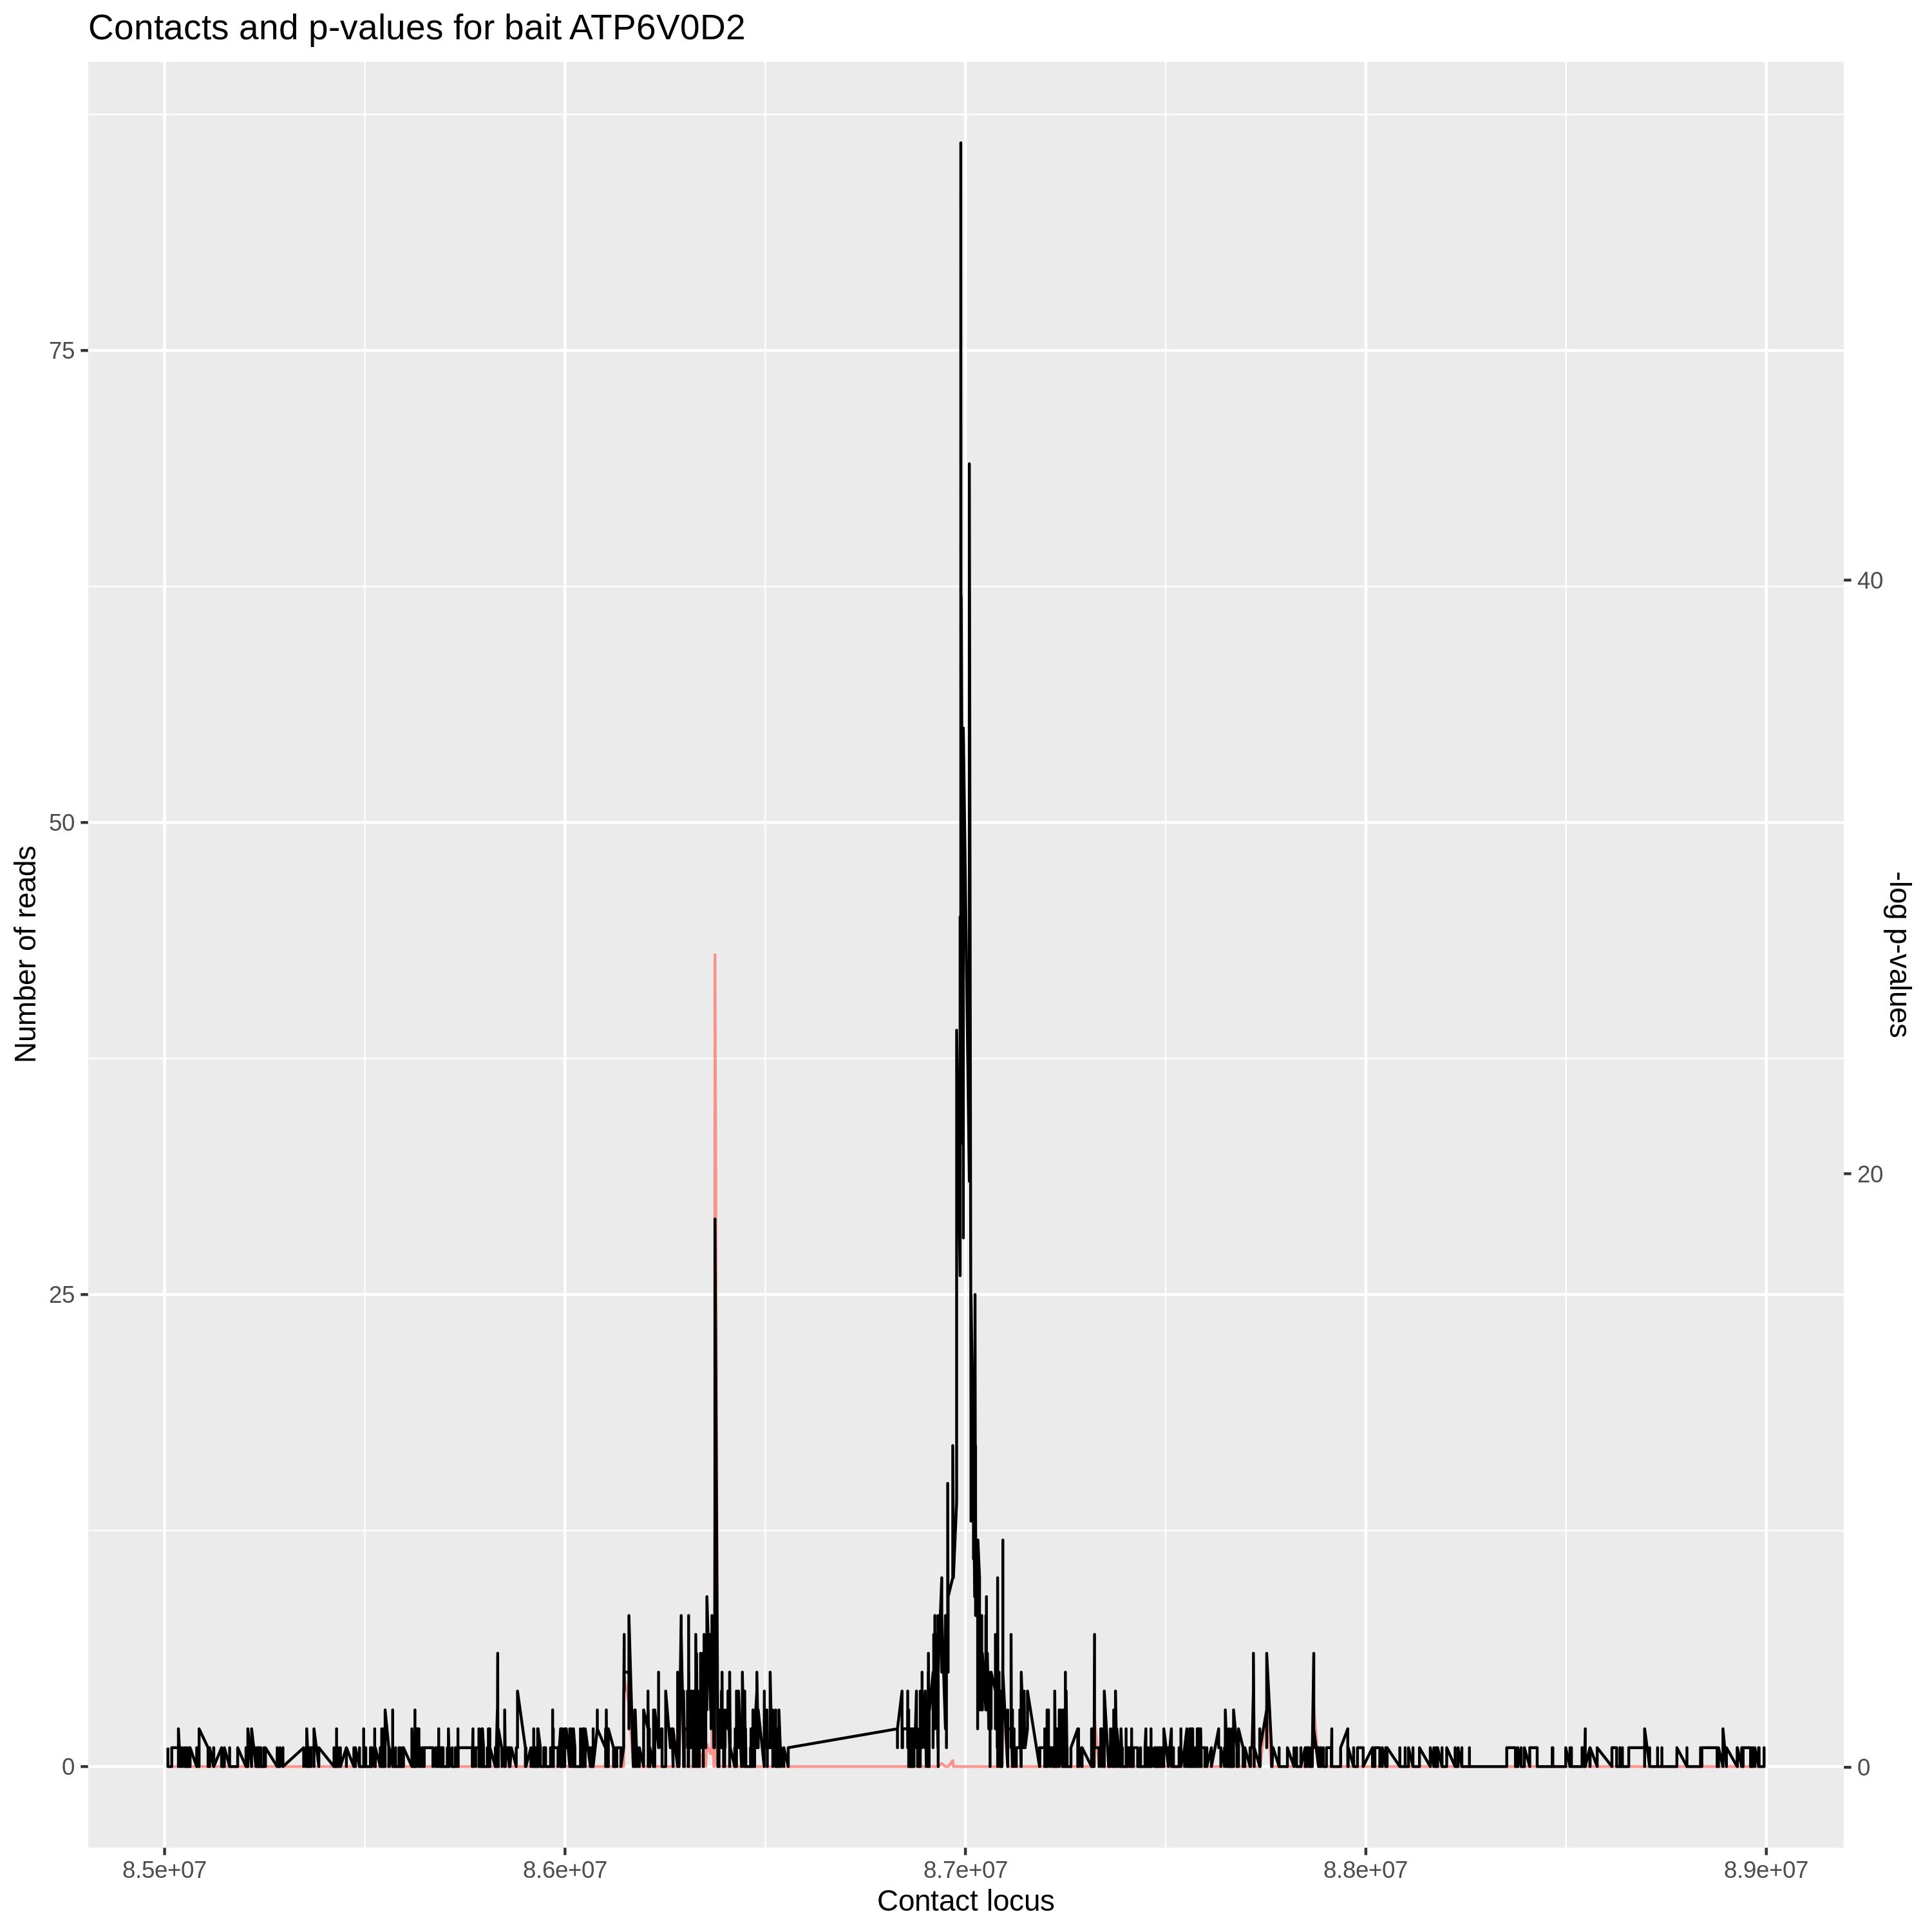 Contacts and p-values for bait ATP6V0D2
75
50
25
0
Number of reads
40
20
0
-log p-values
8.5e+07
8.6e+07
8.7e+07
8.8e+07
8.9e+07
Contact locus